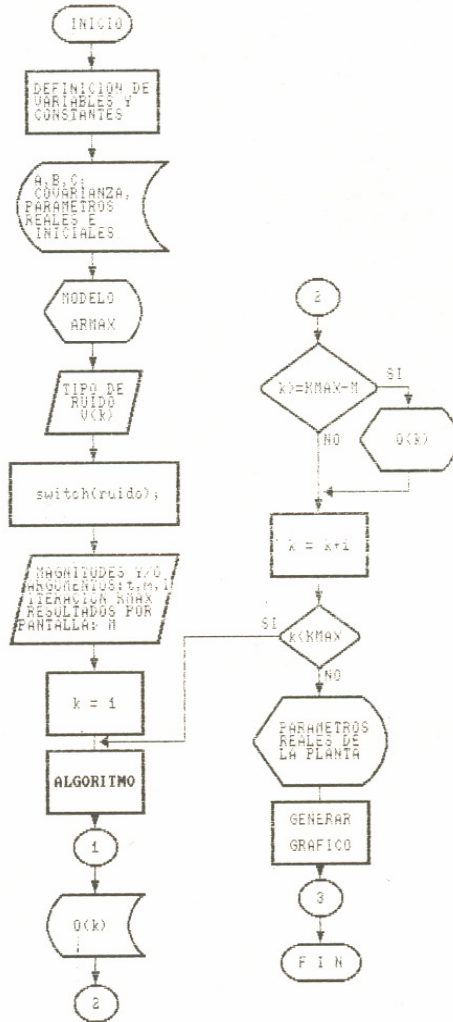 INICIO
DEFINICION DE
VARIABLES Y
CONSTANTES
A,B,C:
COVARIANZA,
PARAMETROS
REALES E
INICIALES
MODELO
ARMAX
TIPO DE
RUIDO
V(k)
switch(ruido);
MAGNITUDES Y/O
ARGUMENTOS: t,M,
ITERACION KMAX
RESULTADOS POR
PANTALLA: M
k = 1
ALGORITMO
1
O(k)
2
2
k>=KMAX-M
SI
NO
O(k)
k = k+1
SI
k<KMAX
NO
PARAMETROS
REALES DE
LA PLANTA
GENERAR
GRAFICO
3
F I N